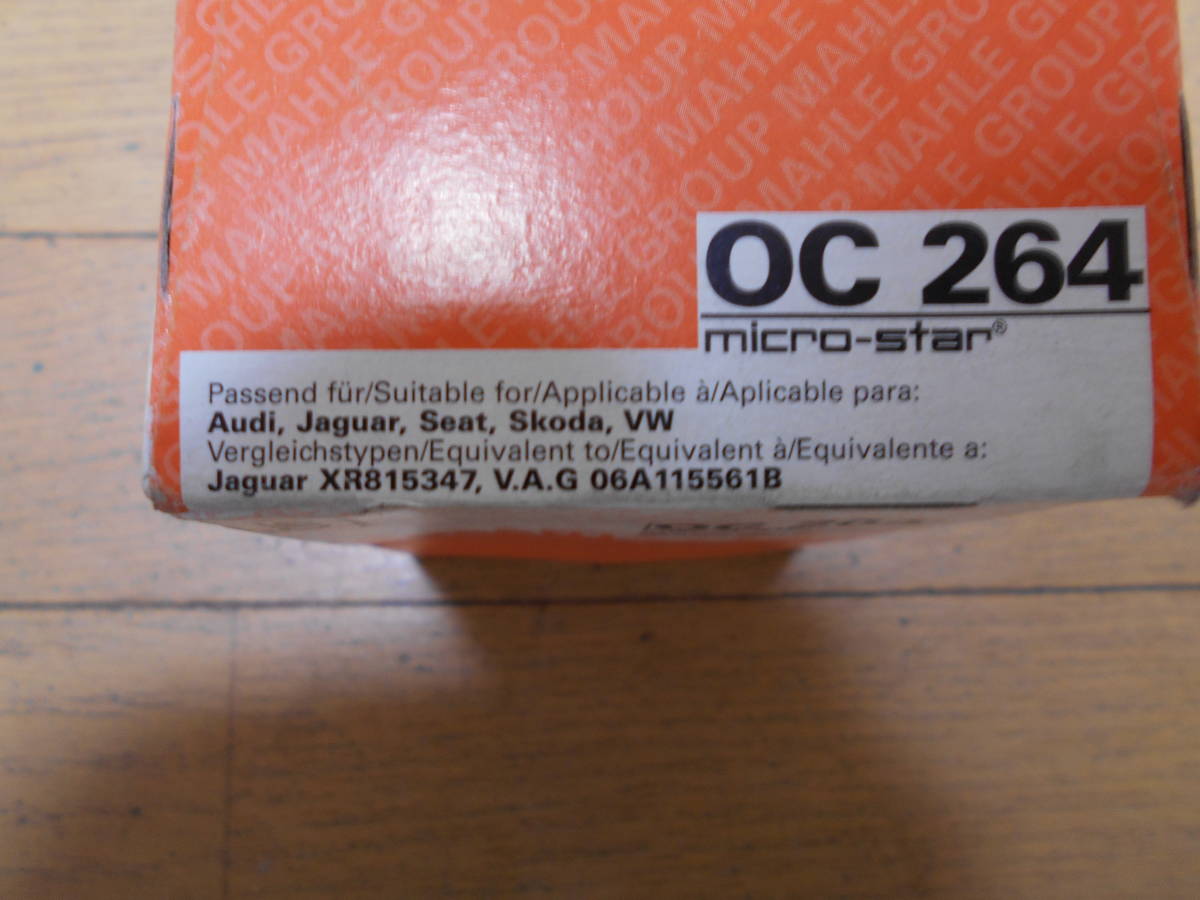 MAHLE GROUP MAHLE GROUP
OC 264
micro-star®
Passend für/Suitable for/Applicable à/Aplicable para:
Audi, Jaguar, Seat, Skoda, VW
Vergleichstypen/Equivalent to/Equivalent à/Equivalente a:
Jaguar XR815347, V.A.G 06A115561B